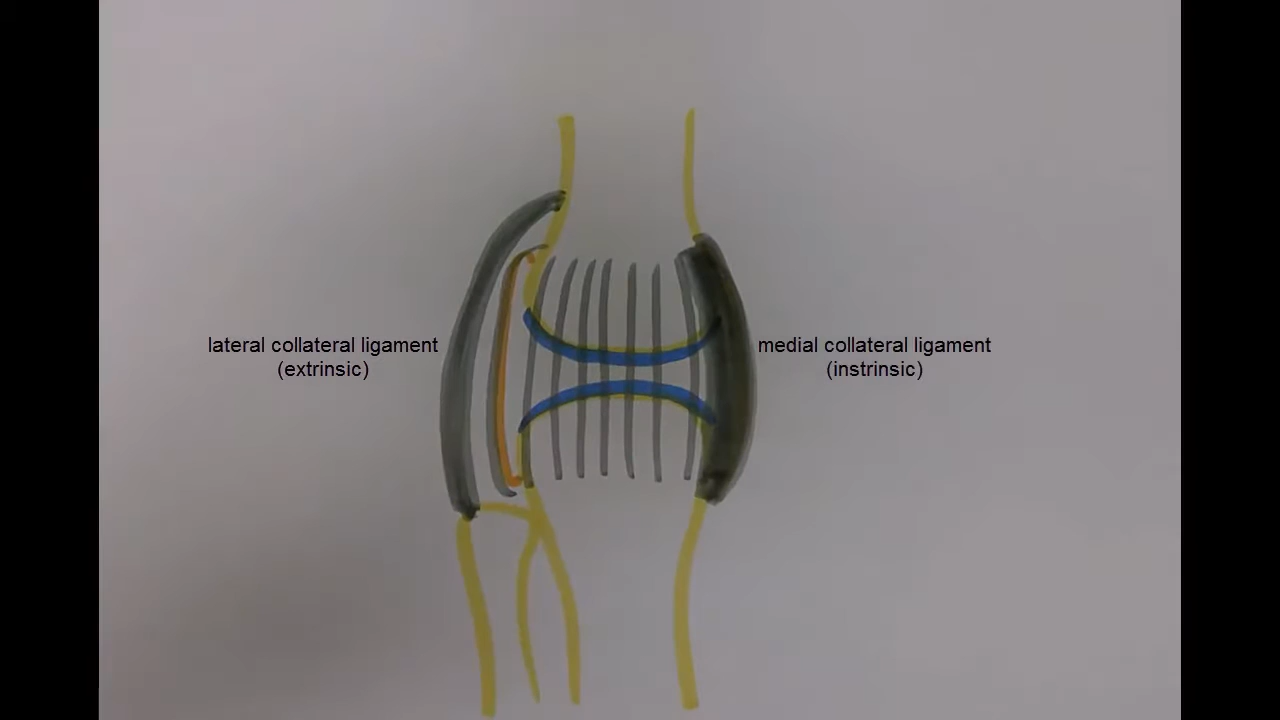 lateral collateral ligament
(extrinsic)
medial collateral ligament
(instrinsic)